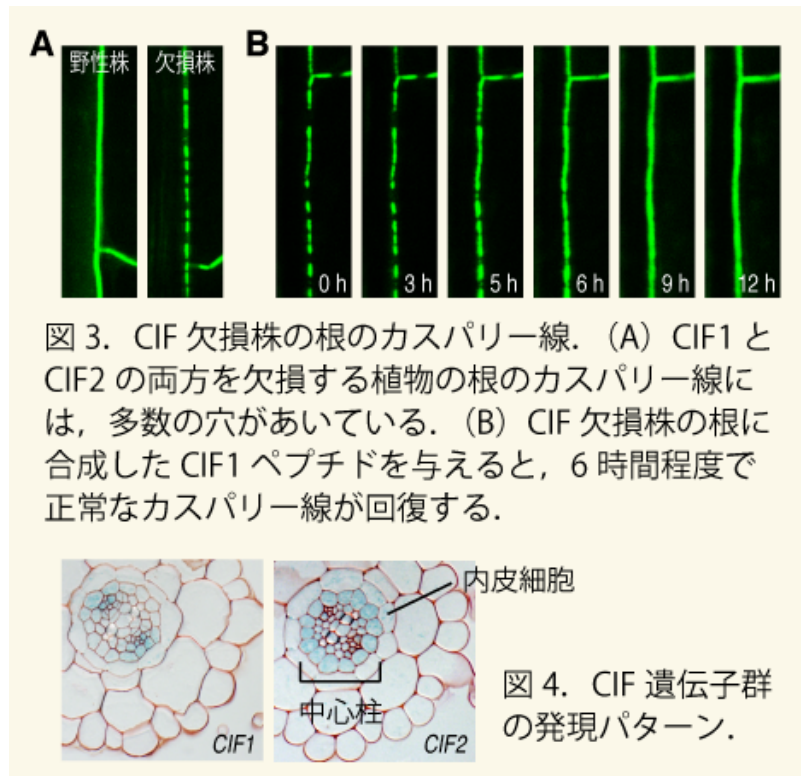 A
野性株
欠損株
B
0 h
3 h
5 h
6 h
9 h
12 h
図 3．CIF 欠損株の根のカスパリー線．（A）CIF1 と
CIF2 の両方を欠損する植物の根のカスパリー線に
は，多数の穴があいている．（B）CIF 欠損株の根に
合成した CIF1 ペプチドを与えると，6 時間程度で
正常なカスパリー線が回復する．
内皮細胞
中心柱
CIF1
CIF2
図 4．CIF 遺伝子群
の発現パターン．